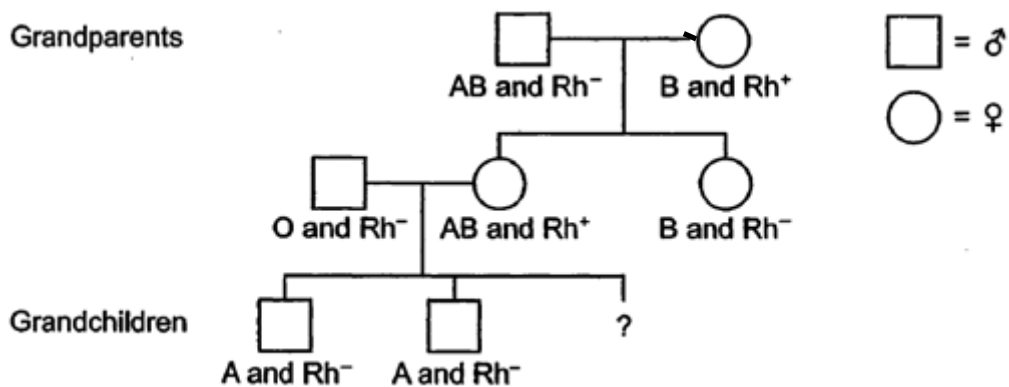 Grandparents
= ♂
AB and Rh⁻ B and Rh⁺
= ♀
O and Rh⁻ AB and Rh⁺ B and Rh⁻
Grandchildren
?
A and Rh⁻ A and Rh⁻